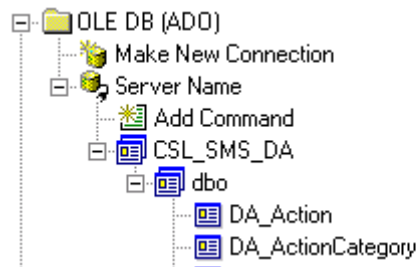 OLE DB (ADO)
Make New Connection
Server Name
Add Command
CSL_SMS_DA
dbo
DA_Action
DA_ActionCategory